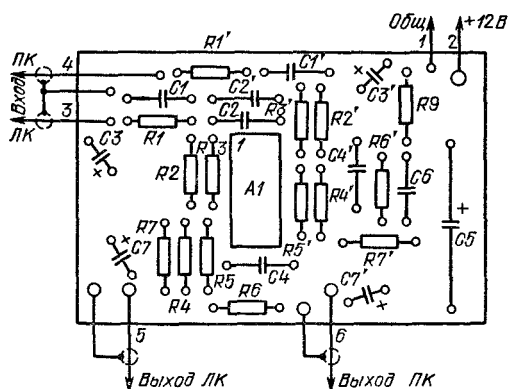 Общ.
+12В
1
2
ПК
4
Вход
3
ЛК
R1'
C1'
C1
C2'
C2
R3'
R2'
C3'
R9
C3
R1
R2
R3
1
A1
C4'
R6'
C6
R4'
R5'
C5
+
R7
C7
R4
R5
C4
R6
R7'
C7'
+
5
6
Выход ЛК
Выход ПК